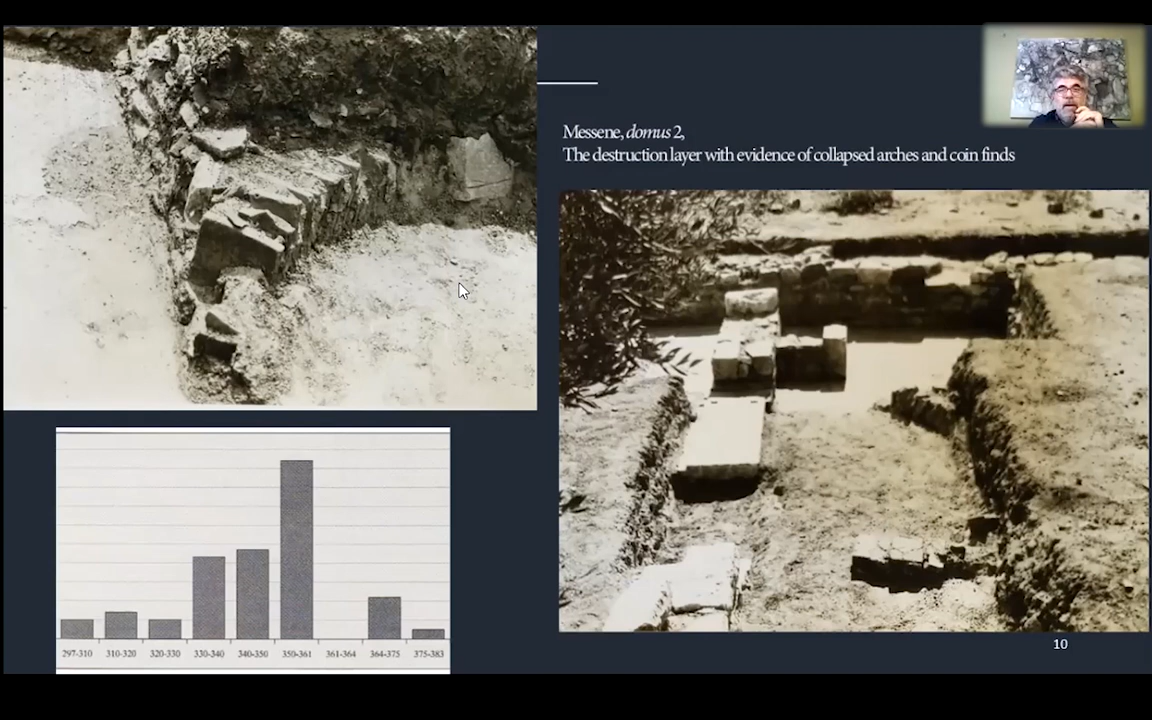 Messene, domus 2,
The destruction layer with evidence of collapsed arches and coin finds
297-310 310-320 320-330 330-340 340-350 350-361 361-364 364-375 375-383
10